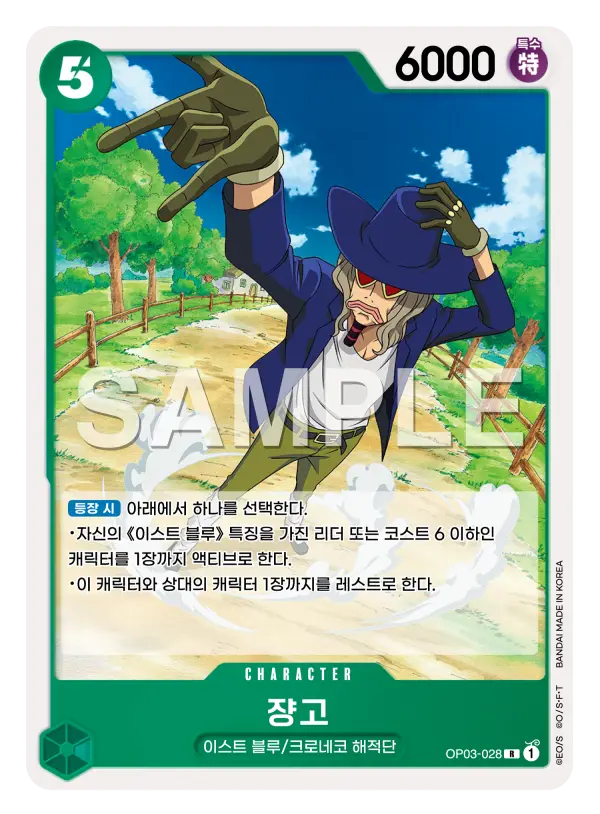 5
6000
특수
特
SAMPLE
등장 시 아래에서 하나를 선택한다.
•자신의 《이스트 블루》 특징을 가진 리더 또는 코스트 6 이하인
캐릭터를 1장까지 액티브로 한다.
•이 캐릭터와 상대의 캐릭터 1장까지를 레스트로 한다.
CHARACTER
쟝고
이스트 블루/크로네코 해적단
OP03-028 R 1
©EO/S ©O/S·F·T BANDAI MADE IN KOREA